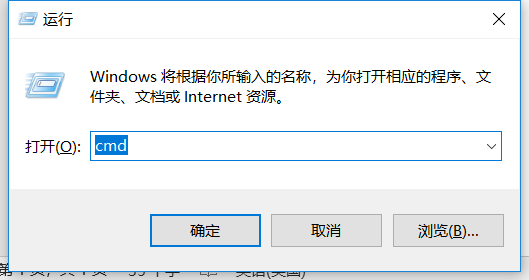 运行
Windows 将根据你所输入的名称，为你打开相应的程序、文
件夹、文档或 Internet 资源。
打开(O): cmd
确定 取消 浏览(B)...